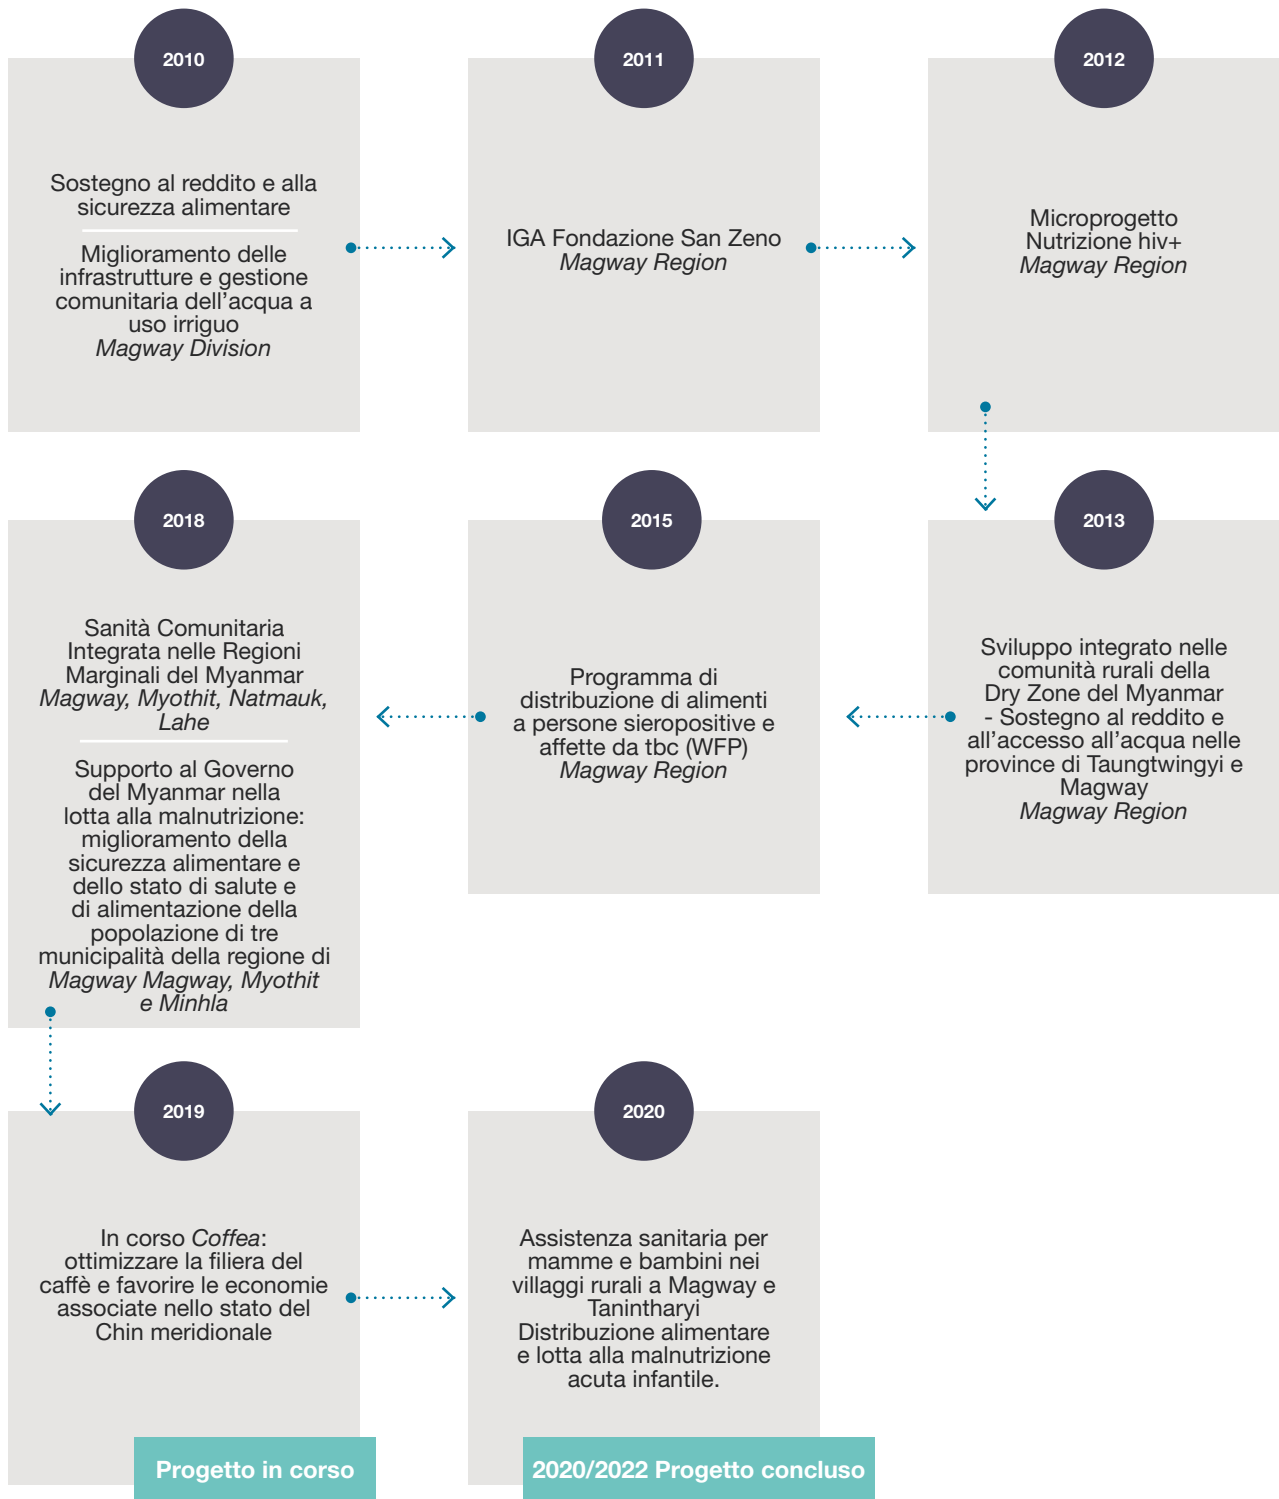 2010
Sostegno al reddito e alla
sicurezza alimentare
Miglioramento delle
infrastrutture e gestione
comunitaria dell’acqua a
uso irriguo
Magway Division
2011
IGA Fondazione San Zeno
Magway Region
2012
Microprogetto
Nutrizione hiv+
Magway Region
2013
Sviluppo integrato nelle
comunità rurali della
Dry Zone del Myanmar
- Sostegno al reddito e
all’accesso all’acqua nelle
province di Taungtwingyi e
Magway
Magway Region
2015
Programma di
distribuzione di alimenti
a persone sieropositive e
affette da tbc (WFP)
Magway Region
2018
Sanità Comunitaria
Integrata nelle Regioni
Marginali del Myanmar
Magway, Myothit, Natmauk,
Lahe
Supporto al Governo
del Myanmar nella
lotta alla malnutrizione:
miglioramento della
sicurezza alimentare e
dello stato di salute e
di alimentazione della
popolazione di tre
municipalità della regione di
Magway Magway, Myothit
e Minhla
2019
In corso Coffea:
ottimizzare la filiera del
caffè e favorire le economie
associate nello stato del
Chin meridionale
Progetto in corso
2020
Assistenza sanitaria per
mamme e bambini nei
villaggi rurali a Magway e
Tanintharyi
Distribuzione alimentare
e lotta alla malnutrizione
acuta infantile.
2020/2022 Progetto concluso